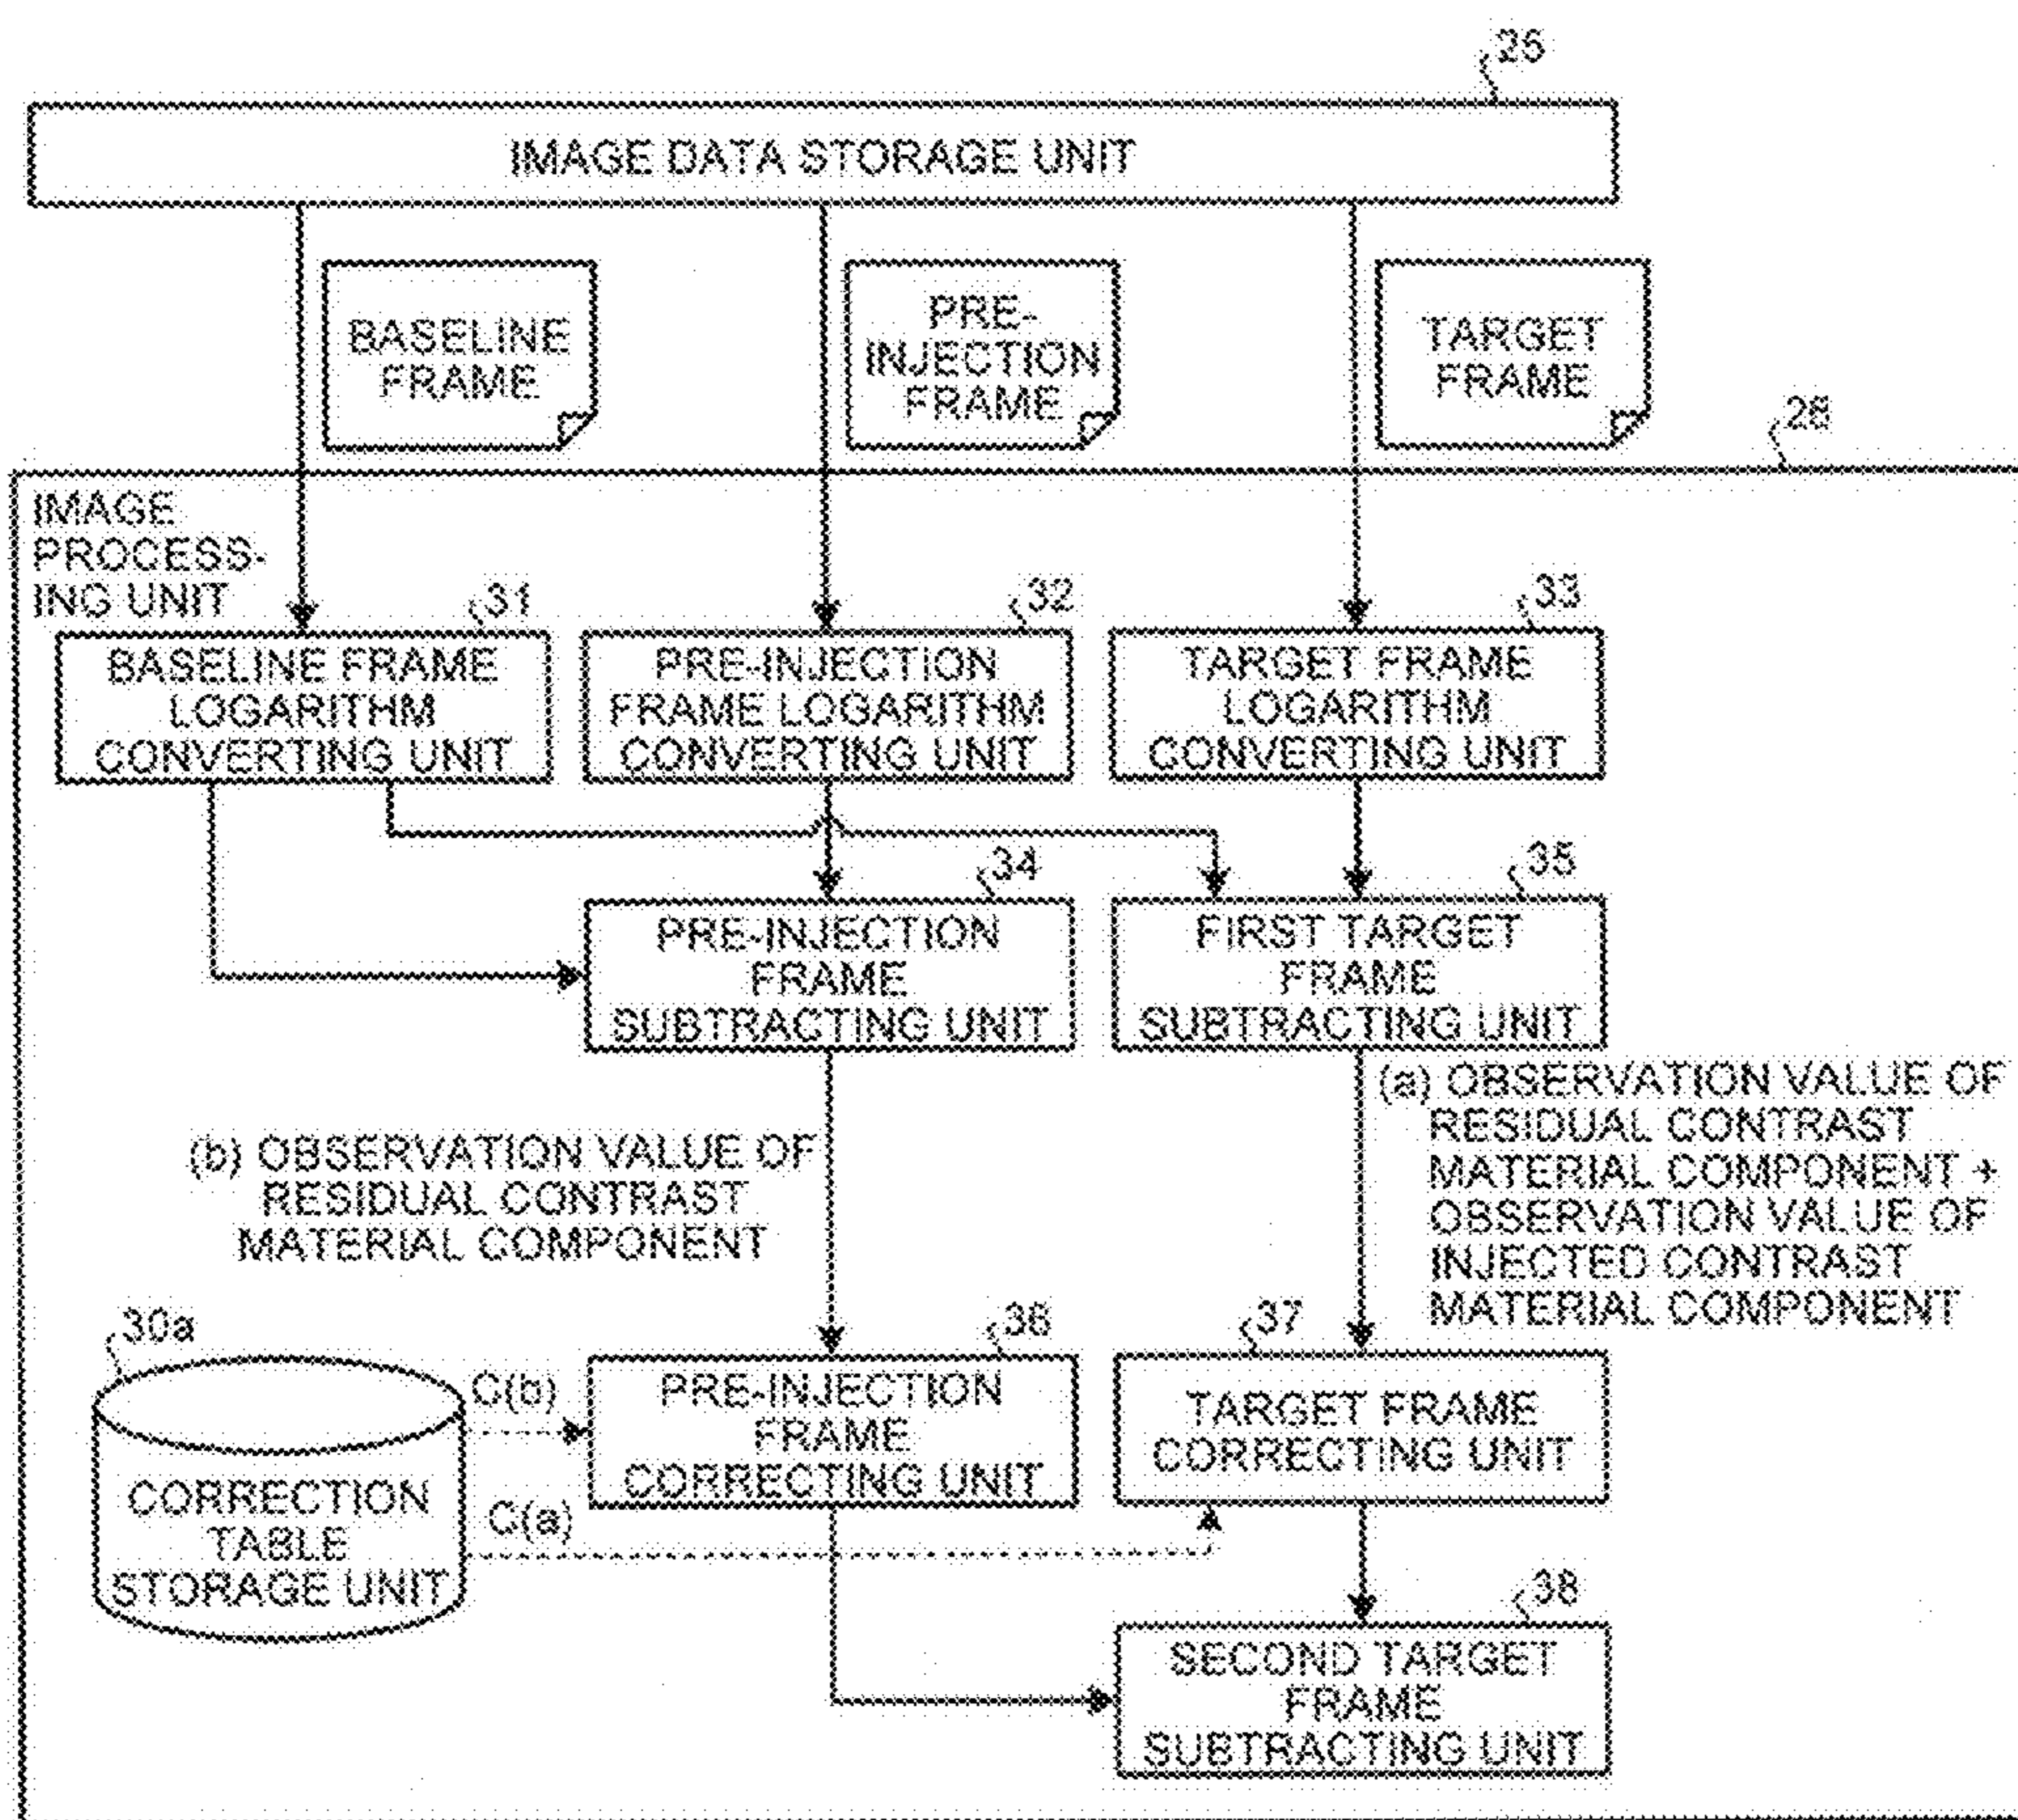 25
IMAGE DATA STORAGE UNIT
BASELINE
FRAME
PRE-
INJECTION
FRAME
TARGET
FRAME
28
IMAGE
PROCESS-
ING UNIT
31
BASELINE FRAME
LOGARITHM
CONVERTING UNIT
32
PRE-INJECTION
FRAME LOGARITHM
CONVERTING UNIT
33
TARGET FRAME
LOGARITHM
CONVERTING UNIT
34
PRE-INJECTION
FRAME
SUBTRACTING UNIT
35
FIRST TARGET
FRAME
SUBTRACTING UNIT
(b) OBSERVATION VALUE OF
RESIDUAL CONTRAST
MATERIAL COMPONENT
(a) OBSERVATION VALUE OF
RESIDUAL CONTRAST
MATERIAL COMPONENT +
OBSERVATION VALUE OF
INJECTED CONTRAST
MATERIAL COMPONENT
30a
CORRECTION
TABLE
STORAGE UNIT
C(b)
C(a)
36
PRE-INJECTION
FRAME
CORRECTING UNIT
37
TARGET FRAME
CORRECTING UNIT
38
SECOND TARGET
FRAME
SUBTRACTING UNIT